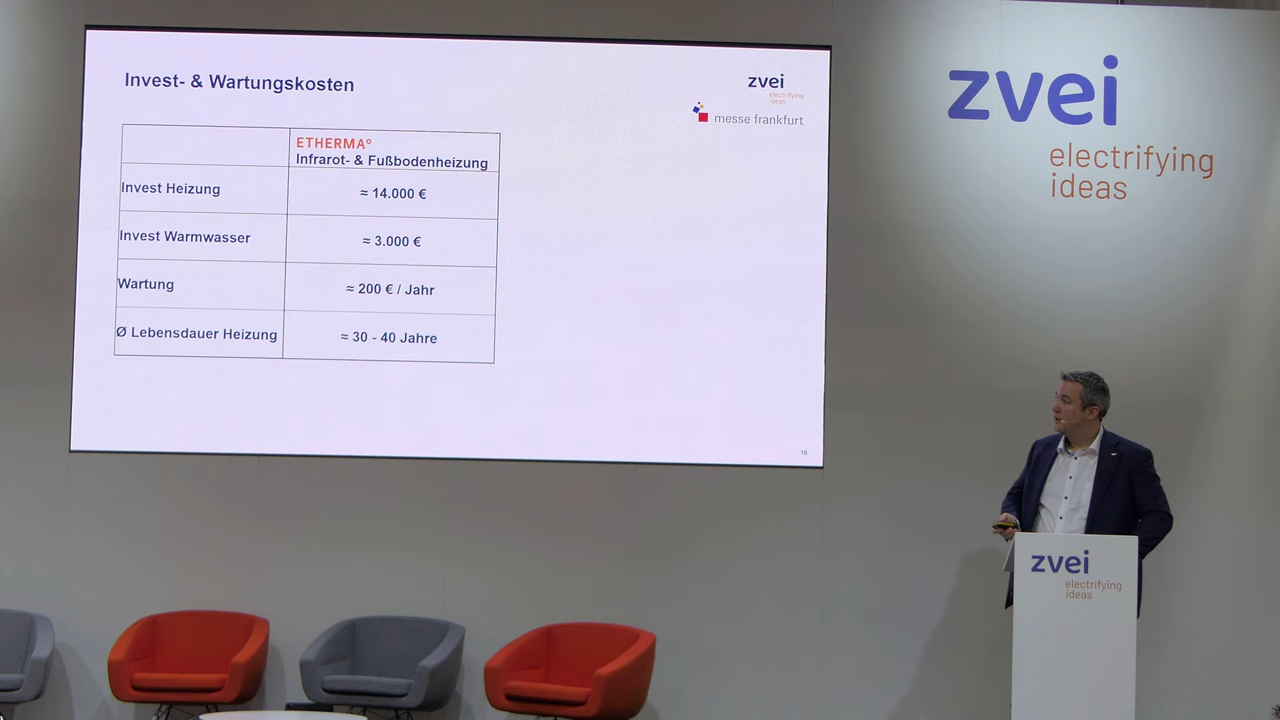 Invest- & Wartungskosten
zvei
electrifying
ideas
messe frankfurt
ETHERMA°
Infrarot- & Fußbodenheizung
Invest Heizung
≈ 14.000 €
Invest Warmwasser
≈ 3.000 €
Wartung
≈ 200 € / Jahr
Ø Lebensdauer Heizung
≈ 30 - 40 Jahre
16
zvei
electrifying
ideas
zvei
electrifying
ideas